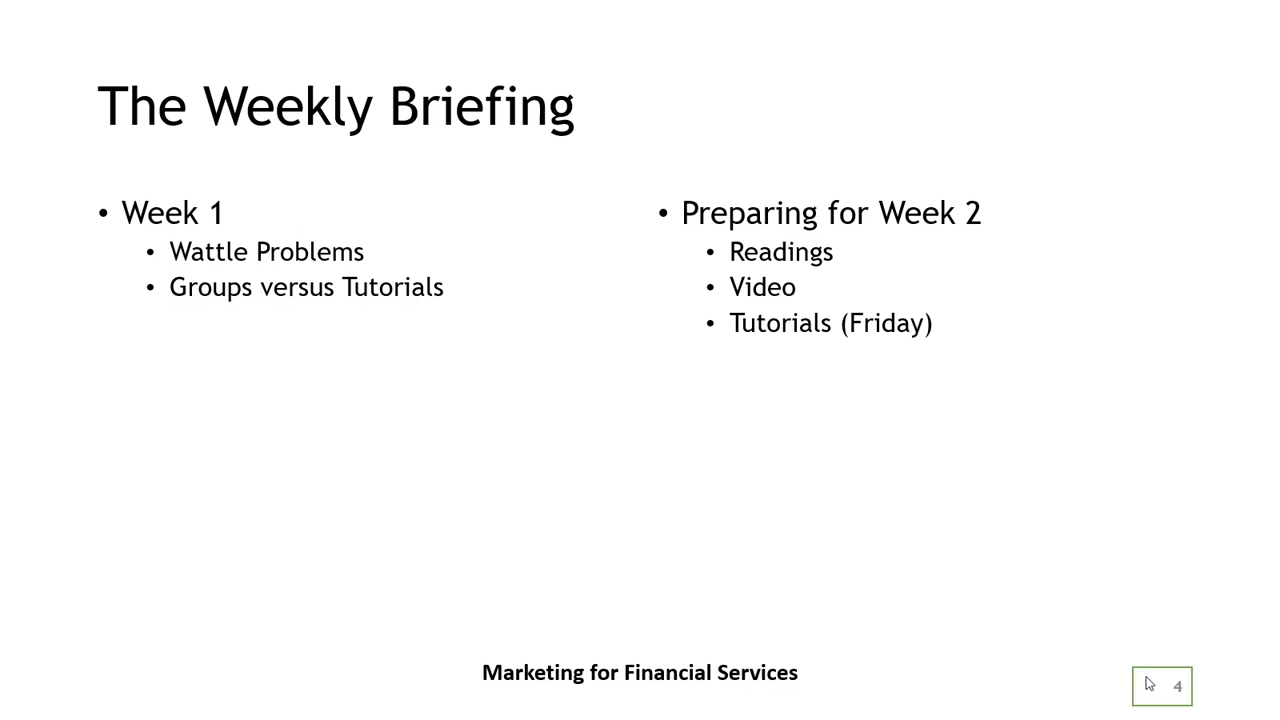 The Weekly Briefing
• Week 1
• Wattle Problems
• Groups versus Tutorials
• Preparing for Week 2
• Readings
• Video
• Tutorials (Friday)
Marketing for Financial Services
4